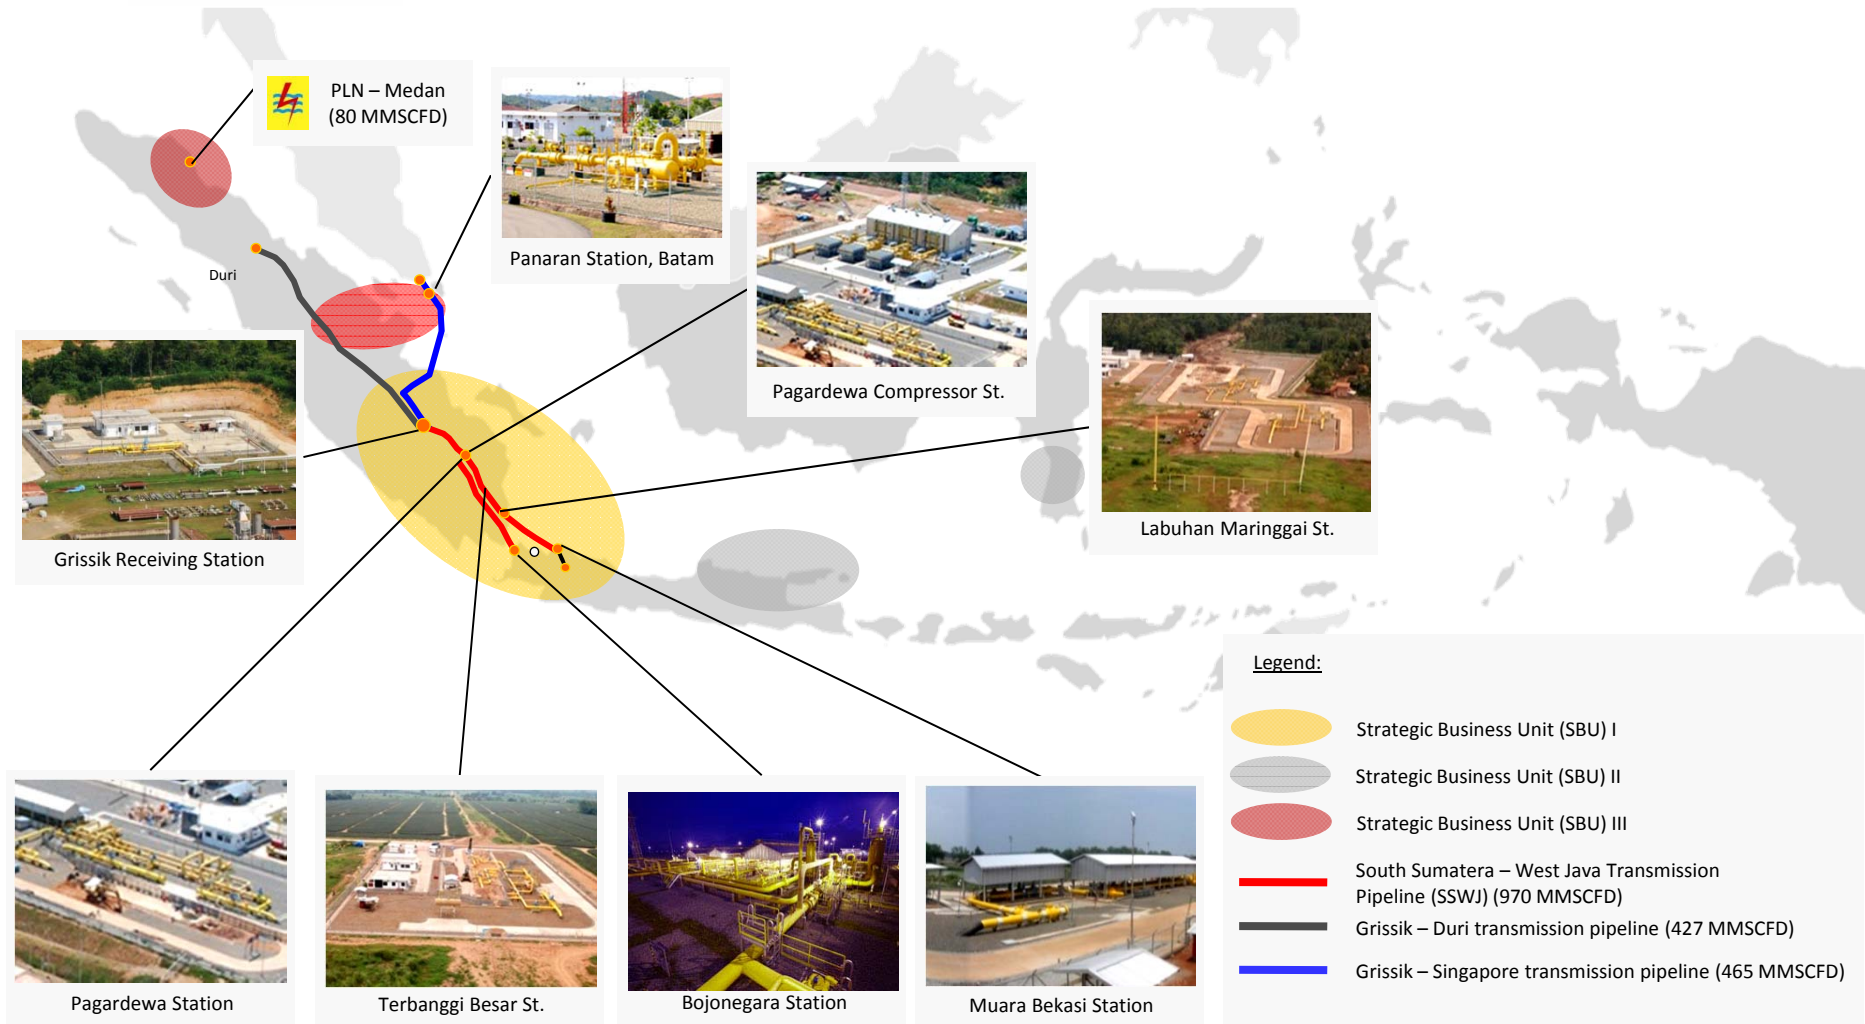 PLN – Medan
(80 MMSCFD)
Panaran Station, Batam
Pagardewa Compressor St.
Duri
Labuhan Maringgai St.
Grissik Receiving Station
Legend:
Strategic Business Unit (SBU) I
Strategic Business Unit (SBU) II
Strategic Business Unit (SBU) III
South Sumatera – West Java Transmission
Pipeline (SSWJ) (970 MMSCFD)
Grissik – Duri transmission pipeline (427 MMSCFD)
Grissik – Singapore transmission pipeline (465 MMSCFD)
Pagardewa Station
Terbanggi Besar St.
Bojonegara Station
Muara Bekasi Station